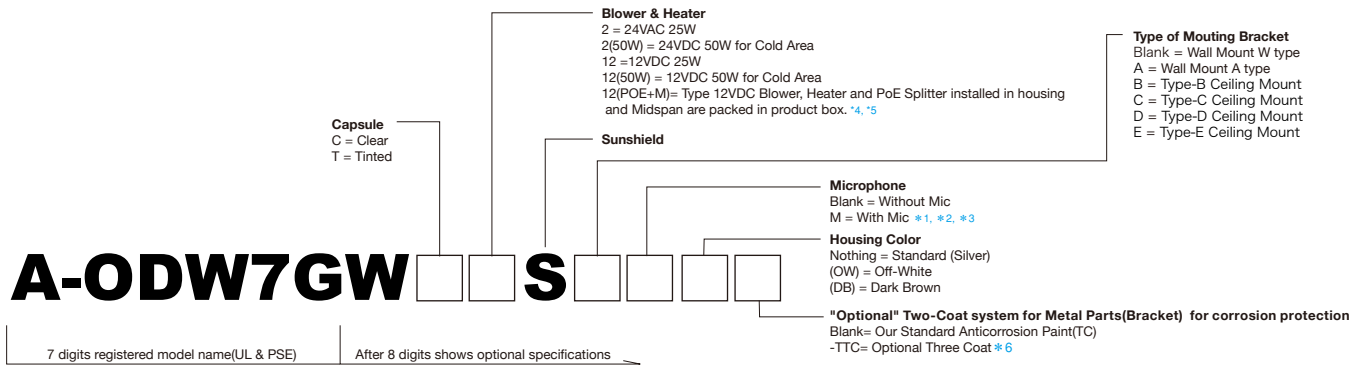 Blower & Heater
2 = 24VAC 25W
2(50W) = 24VDC 50W for Cold Area
12 =12VDC 25W
12(50W) = 12VDC 50W for Cold Area
12(POE+M)= Type 12VDC Blower, Heater and PoE Splitter installed in housing
and Midspan are packed in product box. *4, *5
Type of Mouting Bracket
Blank = Wall Mount W type
A = Wall Mount A type
B = Type-B Ceiling Mount
C = Type-C Ceiling Mount
D = Type-D Ceiling Mount
E = Type-E Ceiling Mount
Capsule
C = Clear
T = Tinted
Sunshield
Microphone
Blank = Without Mic
M = With Mic *1, *2, *3
Housing Color
Nothing = Standard (Silver)
(OW) = Off-White
(DB) = Dark Brown
A-ODW7GW□□S□□□□
"Optional" Two-Coat system for Metal Parts(Bracket) for corrosion protection
Blank= Our Standard Anticorrosion Paint(TC)
-TTC= Optional Three Coat *6
7 digits registered model name(UL & PSE)
After 8 digits shows optional specifications